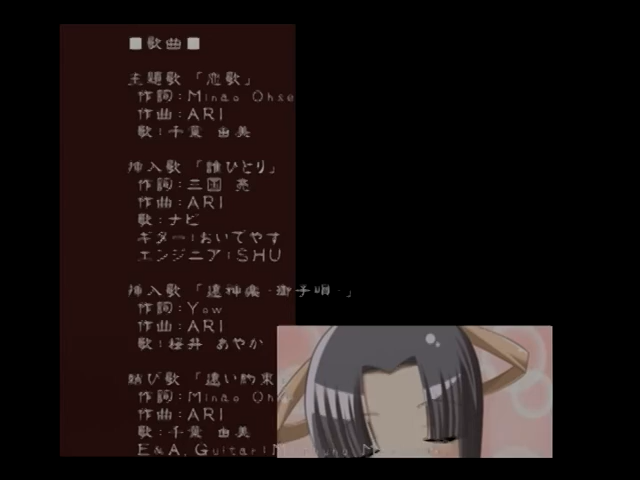 ■歌曲■
主題歌 「恋歌」
作詞：Minao Ohse
作曲：ARI
歌：千葉 由美
挿入歌 「誰ひとり」
作詞：三国 亮
作曲：ARI
歌：ナビ
ギター：おいでやす
エンジニア：SHU
挿入歌 「遠神楽 -御子唄-」
作詞：Yow
作曲：ARI
歌：桜井 あやか
結び歌 「遠い約束
作詞：Minao Ohse
作曲：ARI
歌：千葉 由美
E&A. Guitar：